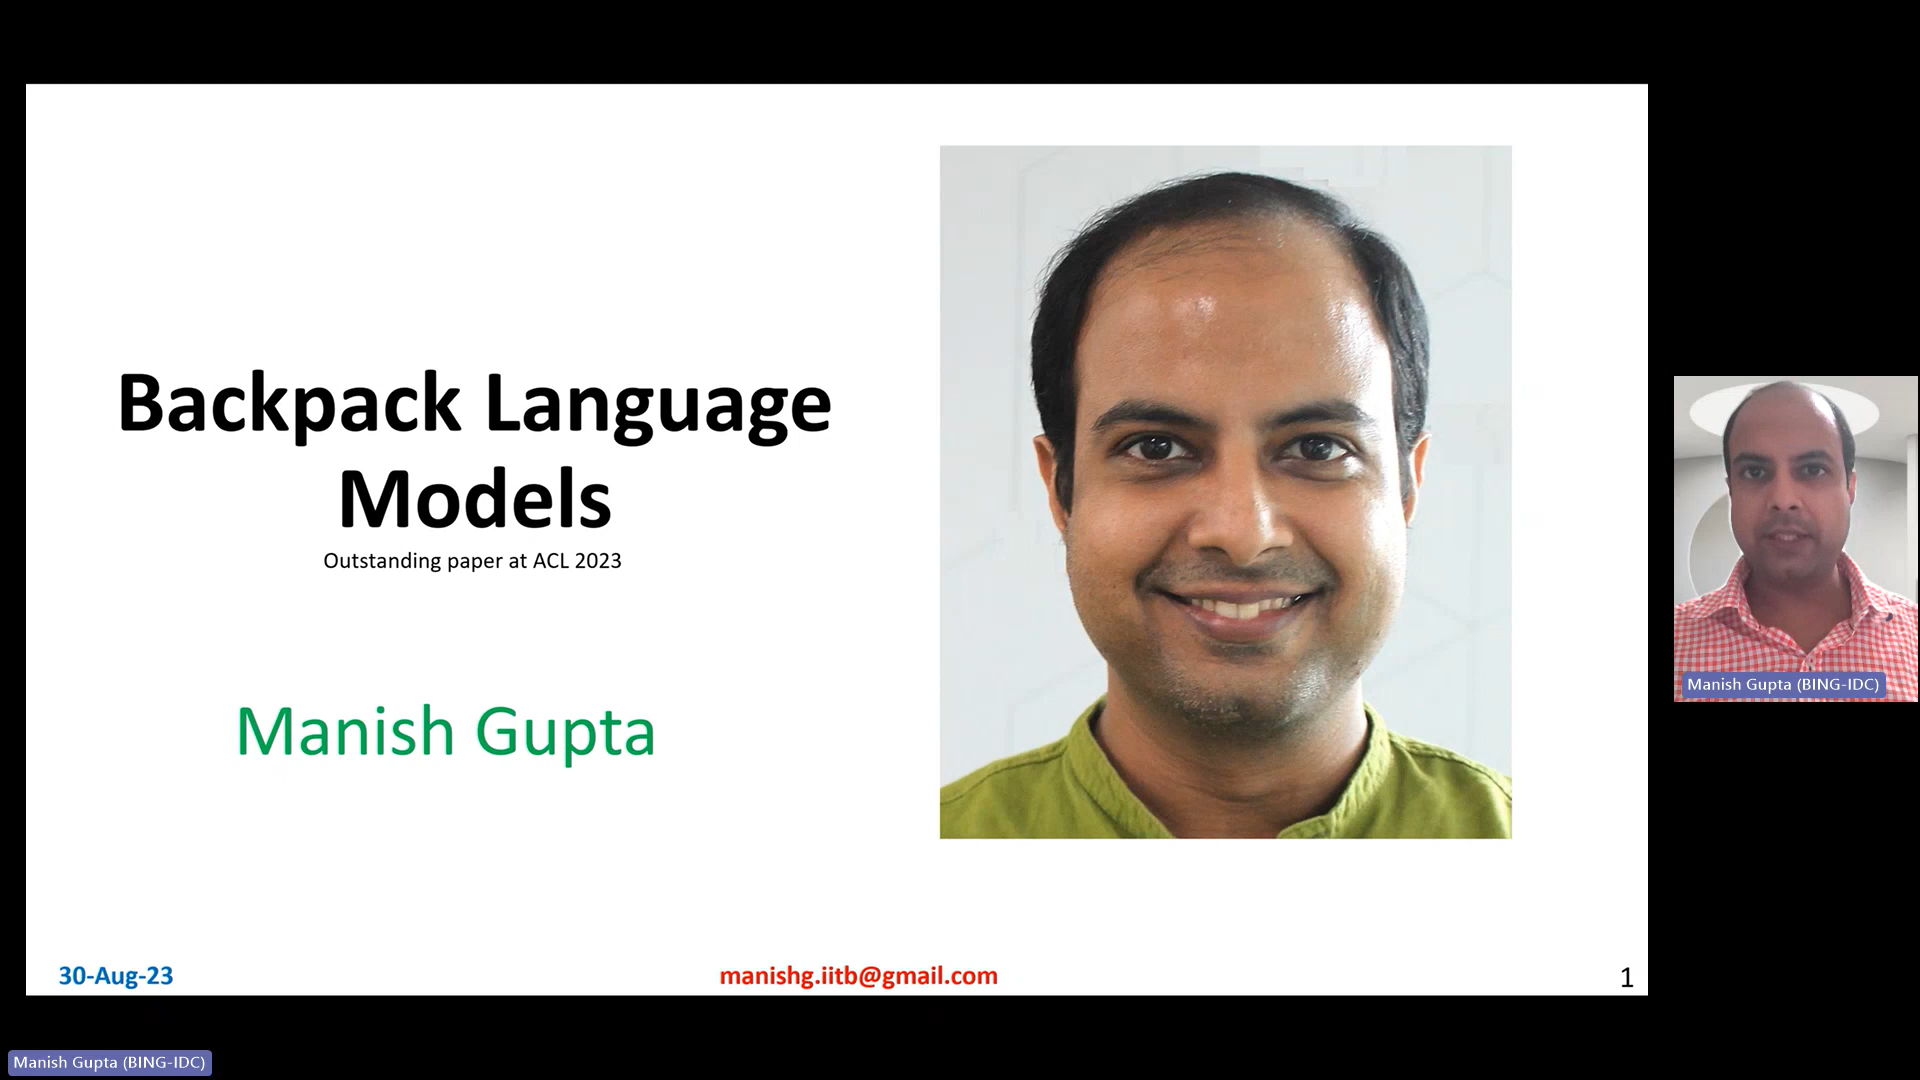 Backpack Language
Models
Outstanding paper at ACL 2023
Manish Gupta
30-Aug-23
manishg.iitb@gmail.com
1
Manish Gupta (BING-IDC)
Manish Gupta (BING-IDC)